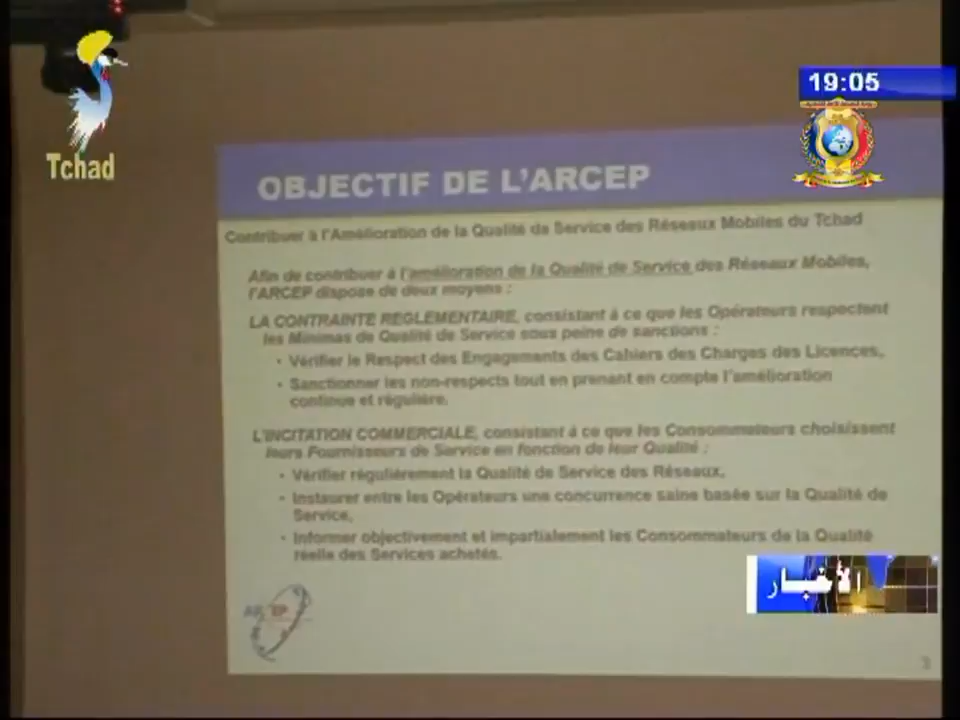 Tchad
19:05
OBJECTIF DE L'ARCEP
Contribuer à l'Amélioration de la Qualité de Service des Réseaux Mobiles du Tchad
Afin de contribuer à l'amélioration de la Qualité de Service des Réseaux Mobiles,
l'ARCEP dispose de deux moyens :
LA CONTRAINTE REGLEMENTAIRE, consistant à ce que les Opérateurs respectent
les Minimas de Qualité de Service sous peine de sanctions :
• Vérifier le Respect des Engagements des Cahiers des Charges des Licences,
• Sanctionner les non-respects tout en prenant en compte l'amélioration
continue et régulière.
L'INCITATION COMMERCIALE, consistant à ce que les Consommateurs choisissent
leurs Fournisseurs de Service en fonction de leur Qualité :
• Vérifier régulièrement la Qualité de Service des Réseaux,
• Instaurer entre les Opérateurs une concurrence saine basée sur la Qualité de
Service,
• Informer objectivement et impartialement les Consommateurs de la Qualité
réelle des Services achetés.
الأخبار
3